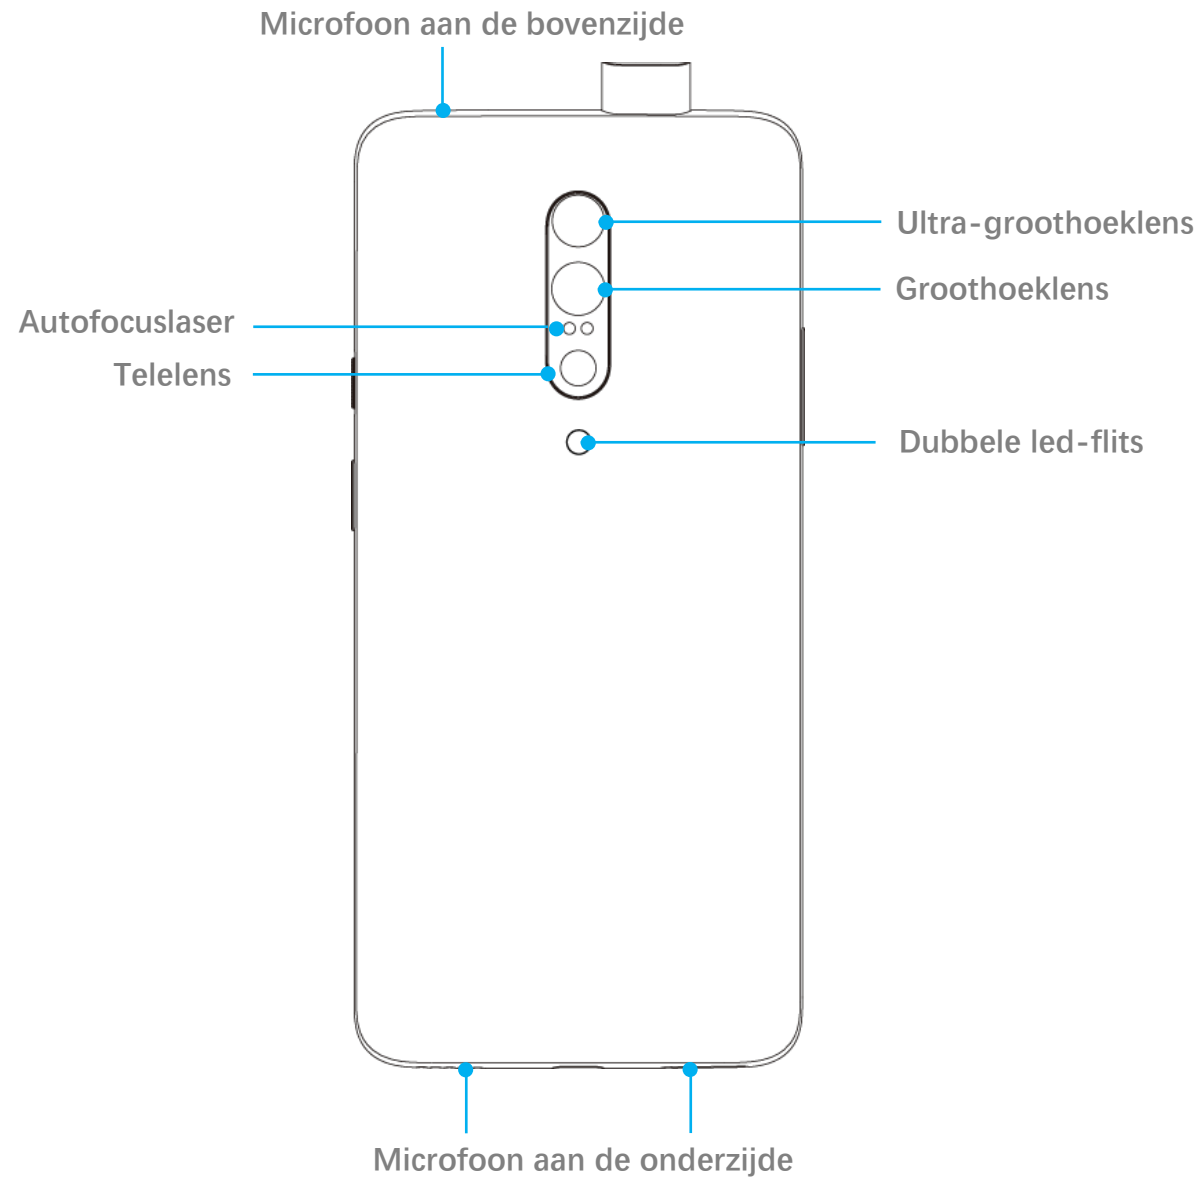 Microfoon aan de bovenzijde
Ultra-groothoeklens
Groothoeklens
Autofocuslaser
Telelens
Dubbele led-flits
Microfoon aan de onderzijde